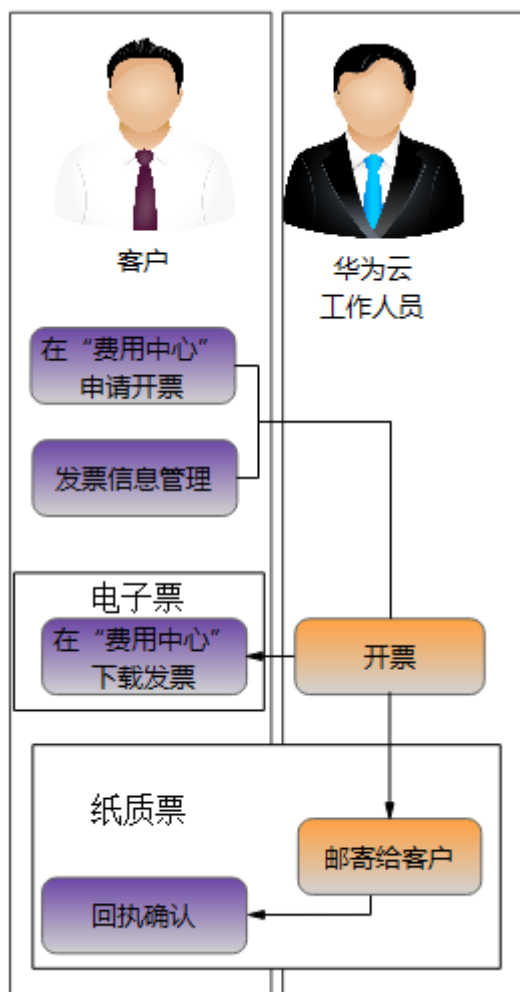 客户
华为云
工作人员
在“费用中心”
申请开票
发票信息管理
电子票
在“费用中心”
下载发票
开票
纸质票
邮寄给客户
回执确认